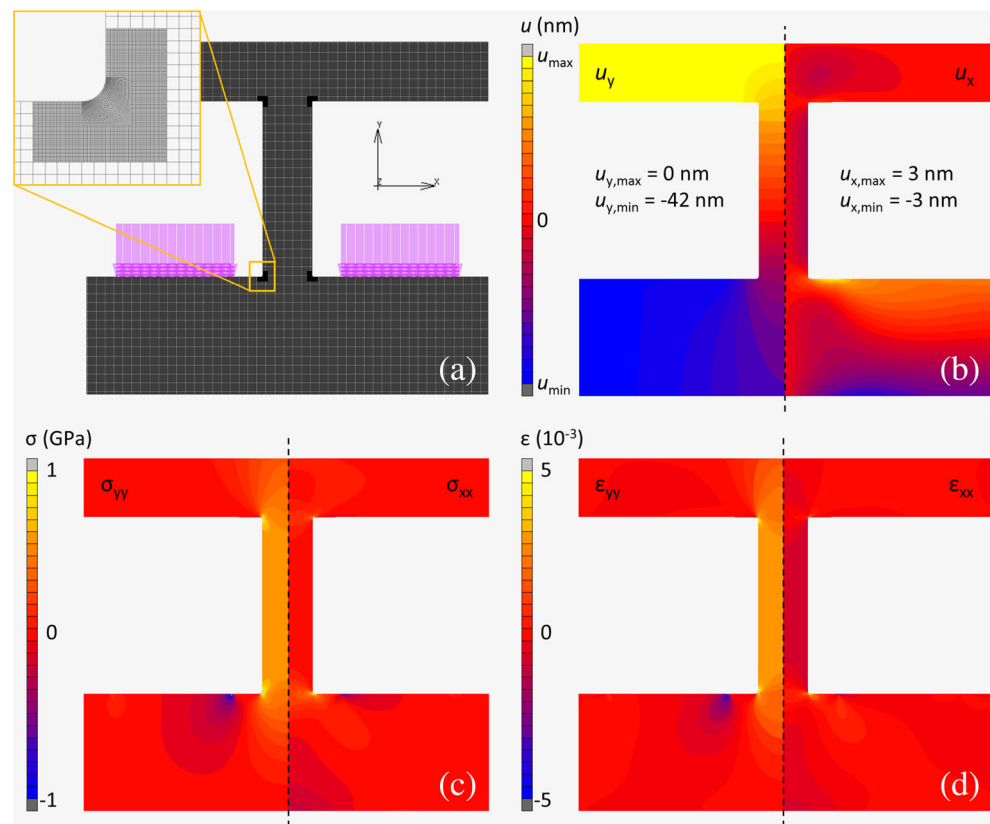 Y
Z
X
(a)
u (nm)
u_max
0
u_min
u_y
u_x
u_y,max = 0 nm
u_y,min = -42 nm
u_x,max = 3 nm
u_x,min = -3 nm
(b)
σ (GPa)
1
0
-1
σ_yy
σ_xx
(c)
ε (10⁻³)
5
0
-5
ε_yy
ε_xx
(d)